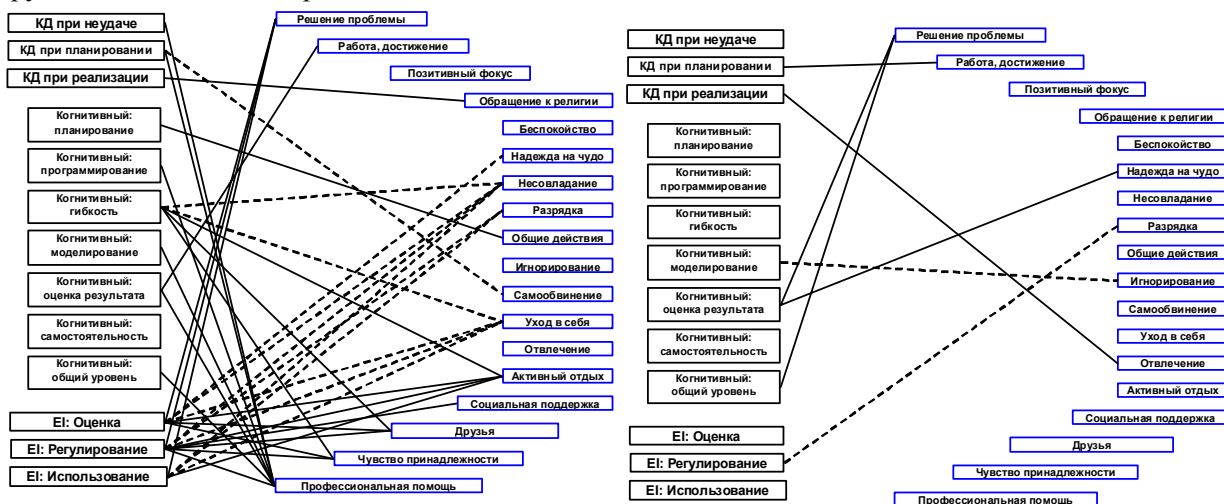 КД при неудаче
КД при планировании
КД при реализации
Когнитивный:
планирование
Когнитивный:
программирование
Когнитивный:
гибкость
Когнитивный:
моделирование
Когнитивный:
оценка результата
Когнитивный:
самостоятельность
Когнитивный:
общий уровень
EI: Оценка
EI: Регулирование
EI: Использование
Решение проблемы
Работа, достижение
Позитивный фокус
Обращение к религии
Беспокойство
Надежда на чудо
Несовладание
Разрядка
Общие действия
Игнорирование
Самообвинение
Уход в себя
Отвлечение
Активный отдых
Социальная поддержка
Друзья
Чувство принадлежности
Профессиональная помощь
КД при неудаче
КД при планировании
КД при реализации
Когнитивный:
планирование
Когнитивный:
программирование
Когнитивный:
гибкость
Когнитивный:
моделирование
Когнитивный:
оценка результата
Когнитивный:
самостоятельность
Когнитивный:
общий уровень
EI: Оценка
EI: Регулирование
EI: Использование
Решение проблемы
Работа, достижение
Позитивный фокус
Обращение к религии
Беспокойство
Надежда на чудо
Несовладание
Разрядка
Общие действия
Игнорирование
Самообвинение
Уход в себя
Отвлечение
Активный отдых
Социальная поддержка
Друзья
Чувство принадлежности
Профессиональная помощь